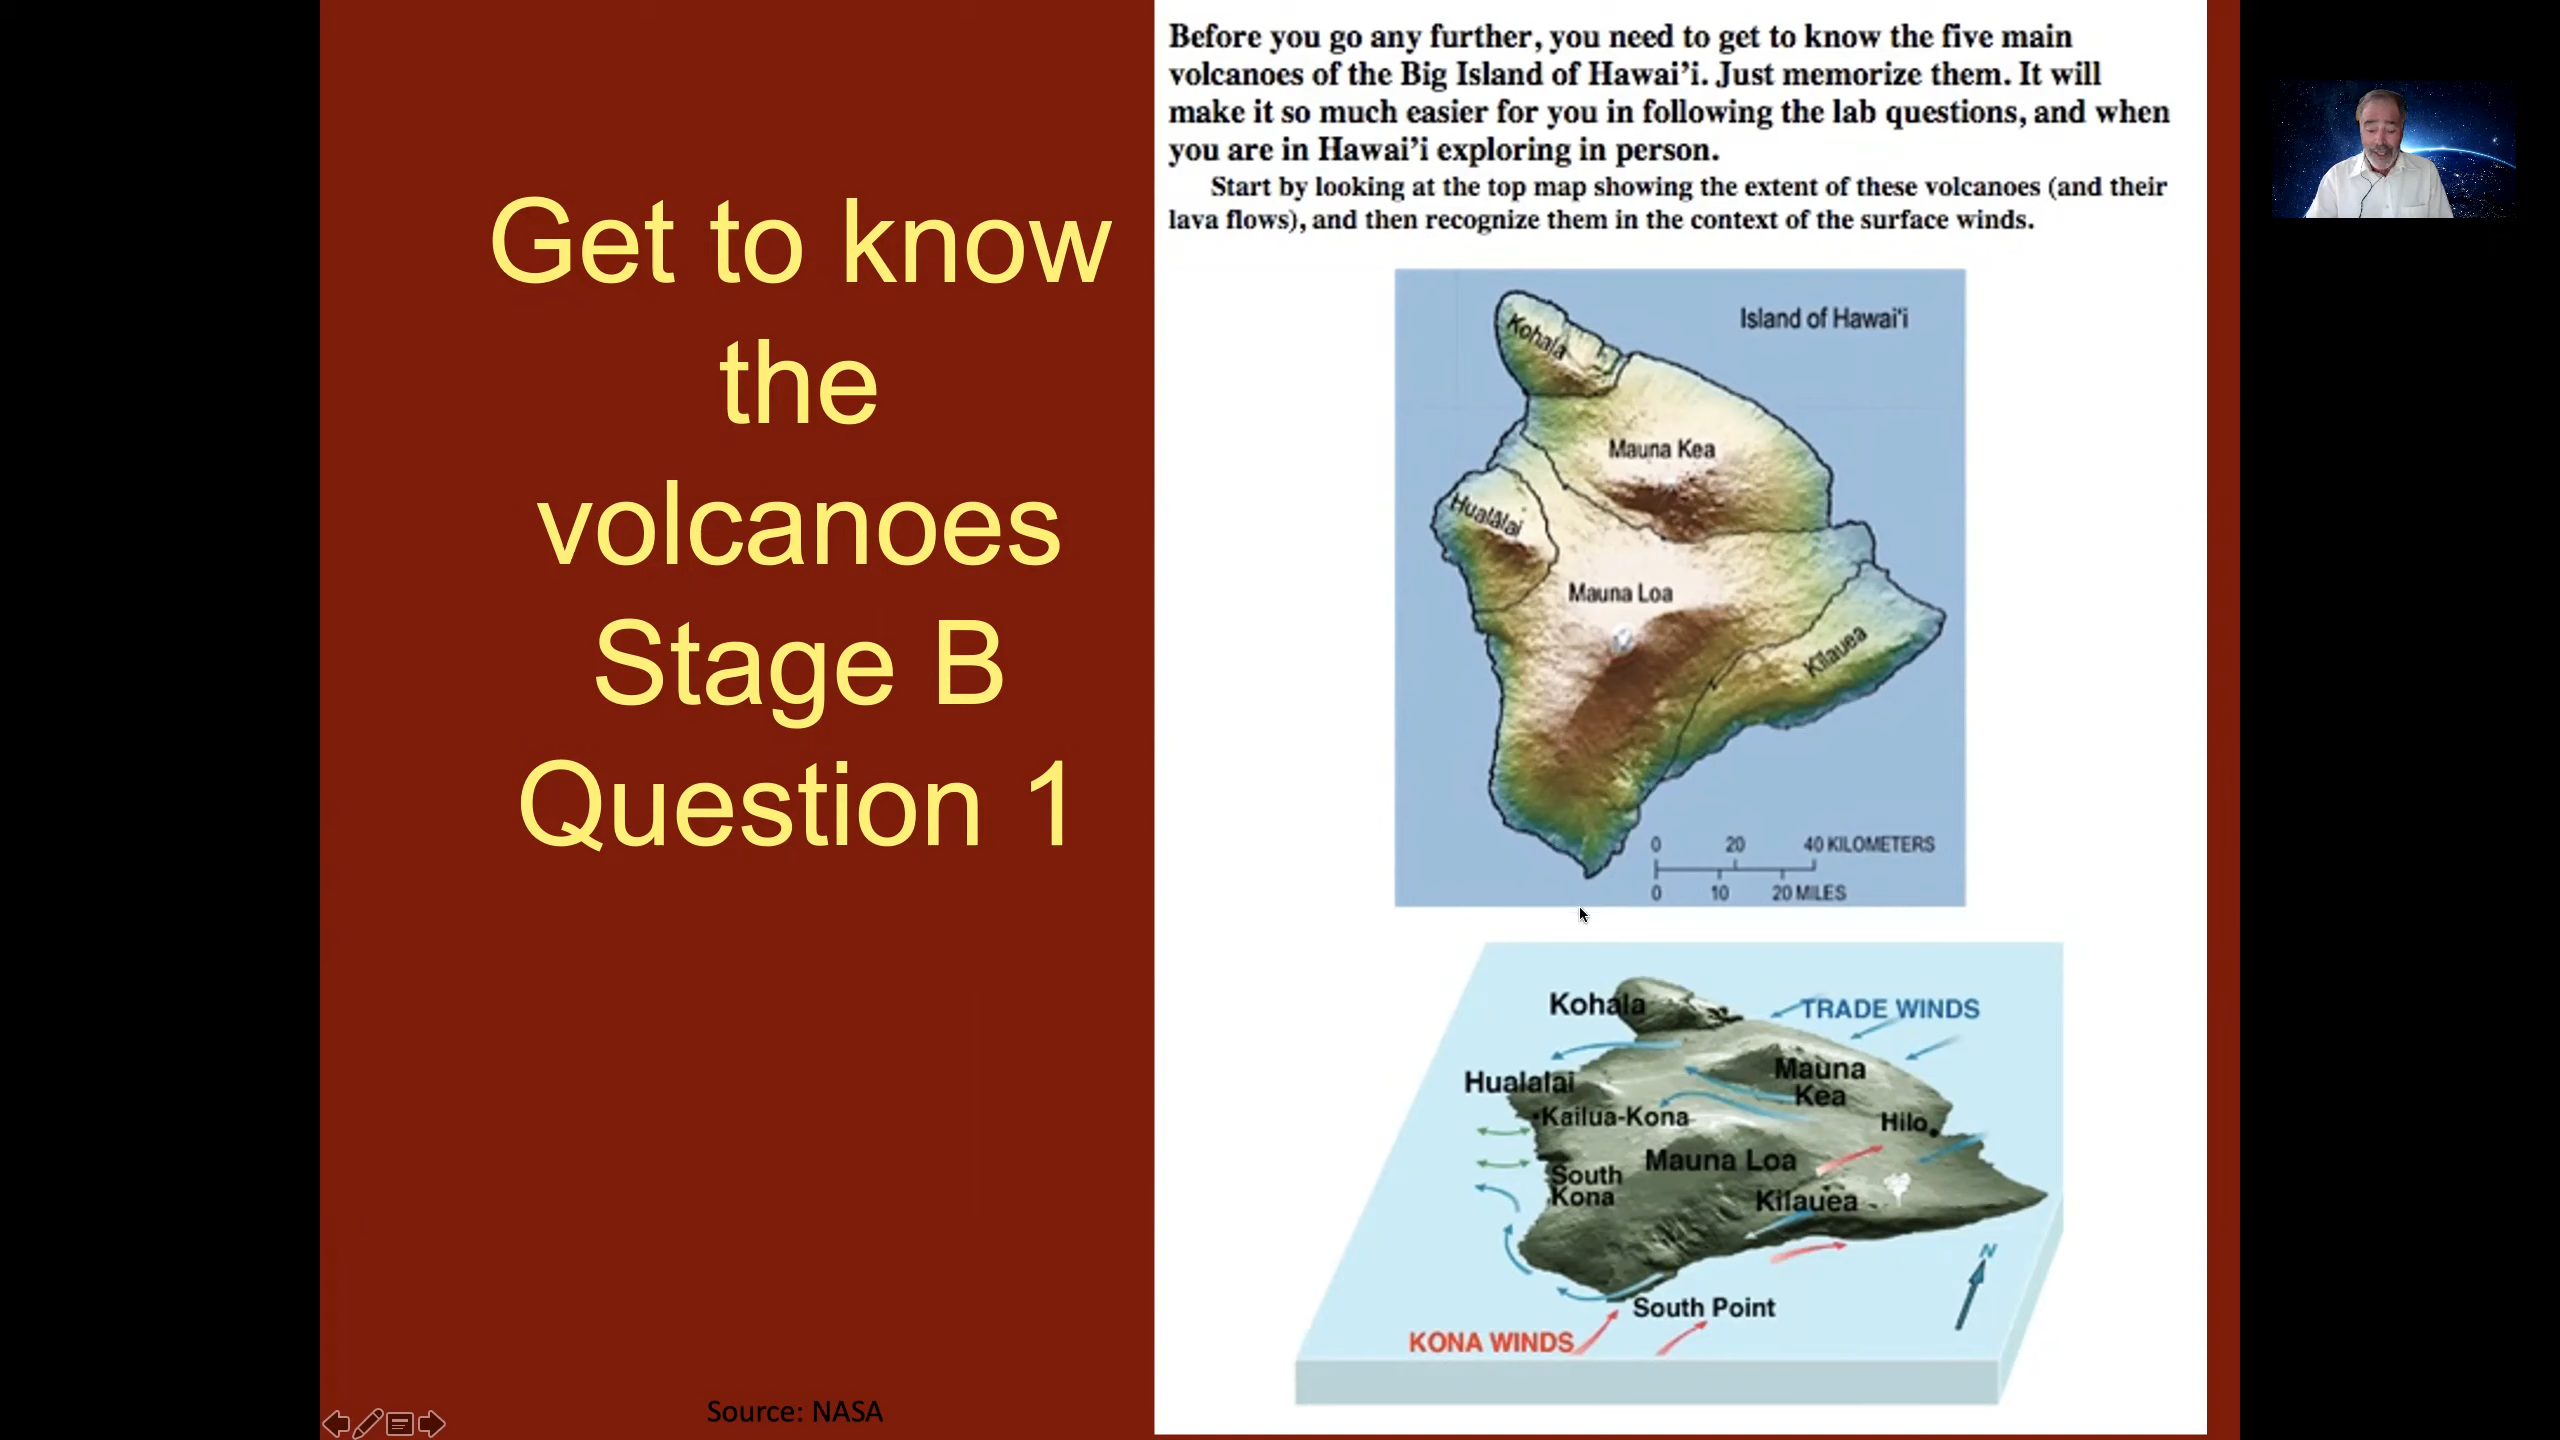 Get to know
the
volcanoes
Stage B
Question 1
Source: NASA
Before you go any further, you need to get to know the five main
volcanoes of the Big Island of Hawai’i. Just memorize them. It will
make it so much easier for you in following the lab questions, and when
you are in Hawai’i exploring in person.
Start by looking at the top map showing the extent of these volcanoes (and their
lava flows), and then recognize them in the context of the surface winds.
Island of Hawai'i
Kohala
Mauna Kea
Hualālai
Mauna Loa
Kīlauea
0 20 40 KILOMETERS
0 10 20 MILES
Kohala
TRADE WINDS
Mauna
Kea
Hualalai
Kailua-Kona
Hilo
Mauna Loa
South
Kona
Kilauea
N
South Point
KONA WINDS